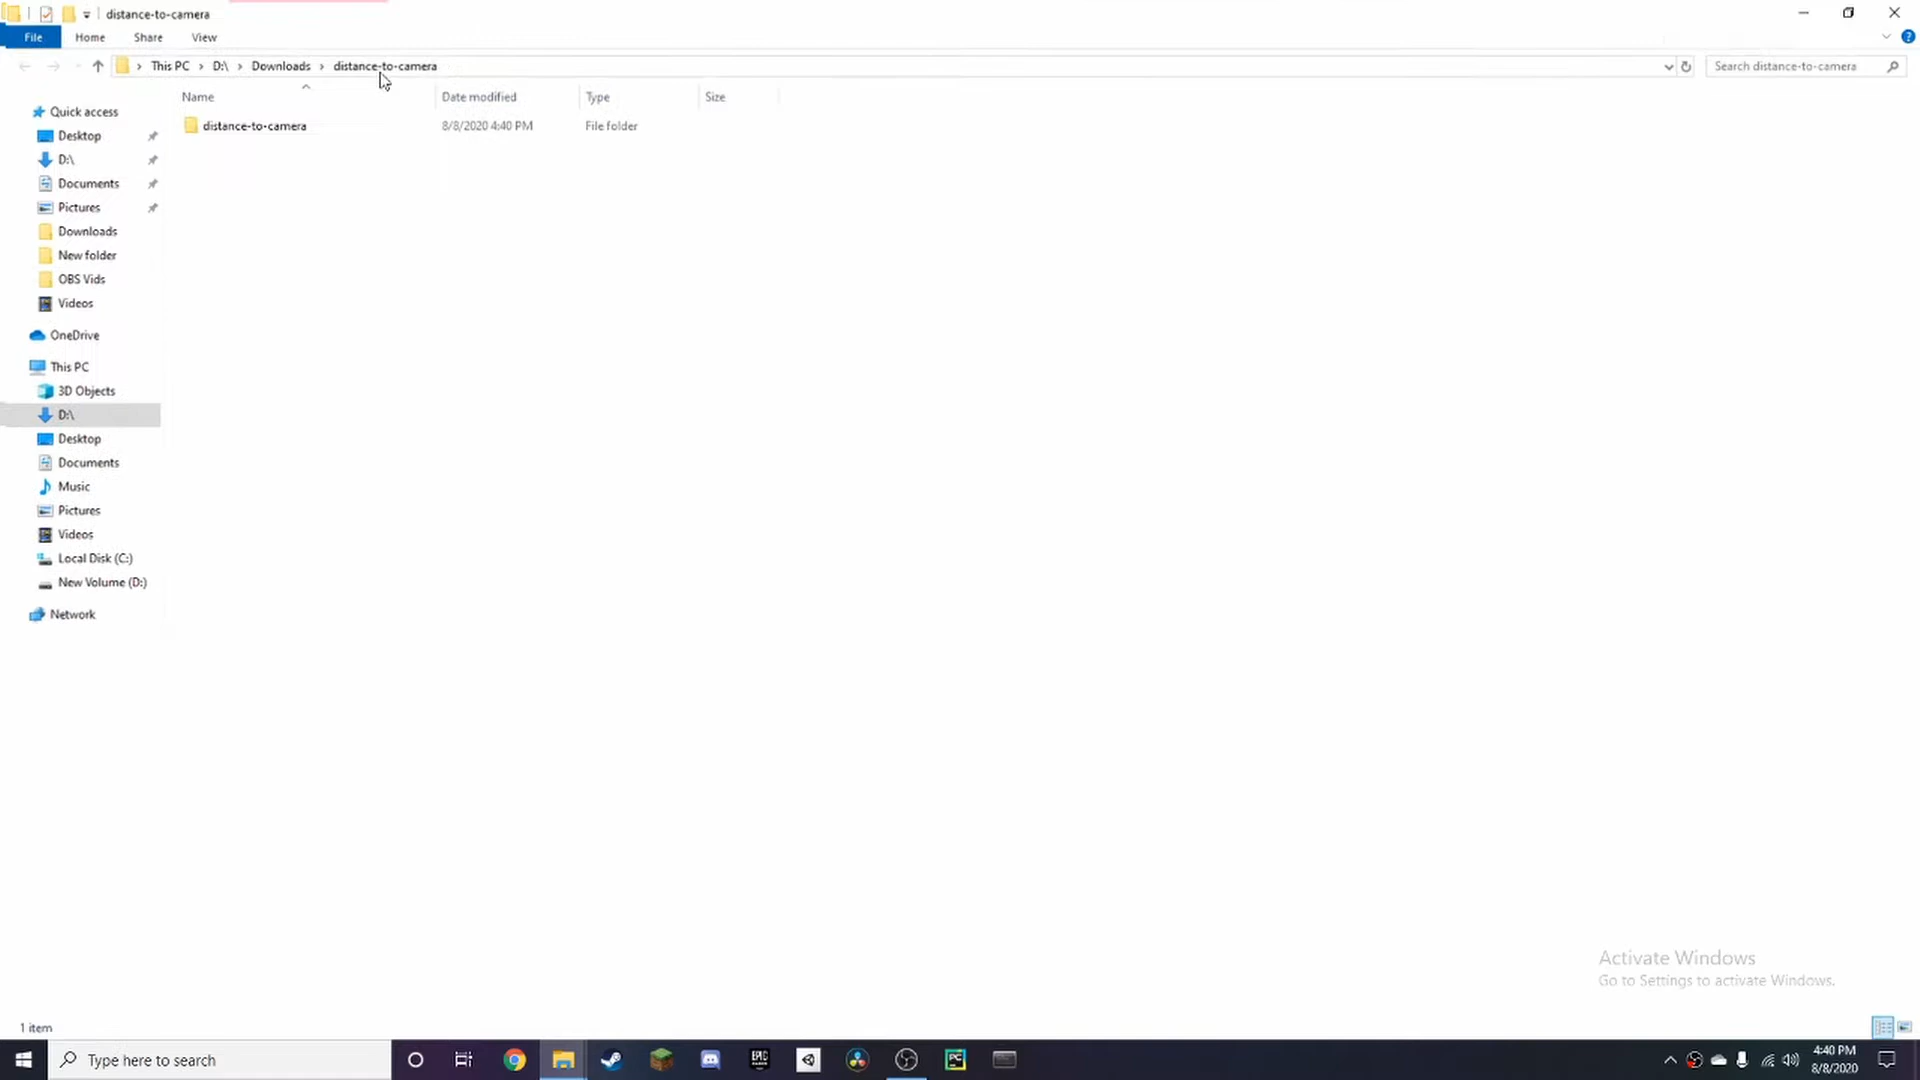 distance-to-camera
File Home Share View
This PC D:\ Downloads distance-to-camera
Search distance-to-camera
Name Date modified Type Size
distance-to-camera 8/8/2020 4:40 PM File folder
Quick access
Desktop
D:\
Documents
Pictures
Downloads
New folder
OBS Vids
Videos
OneDrive
This PC
3D Objects
D:\
Desktop
Documents
Music
Pictures
Videos
Local Disk (C:)
New Volume (D:)
Network
Activate Windows
Go to Settings to activate Windows.
1 item
Type here to search
EPIC
PC
4:40 PM
8/8/2020